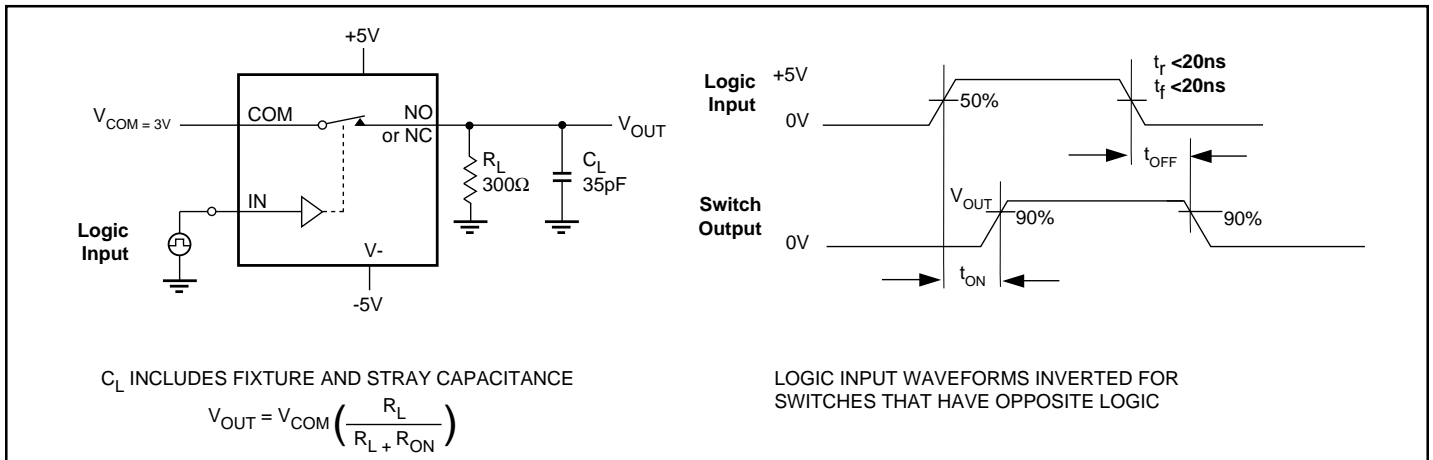 +5V
V_COM = 3V
COM
NO
or NC
V_OUT
R_L
300Ω
C_L
35pF
IN
Logic
Input
V-
-5V
C_L INCLUDES FIXTURE AND STRAY CAPACITANCE
V_OUT = V_COM ( R_L / R_L + R_ON )
Logic
Input
+5V
0V
50%
t_r <20ns
t_f <20ns
t_OFF
Switch
Output
V_OUT
0V
90%
90%
t_ON
LOGIC INPUT WAVEFORMS INVERTED FOR
SWITCHES THAT HAVE OPPOSITE LOGIC